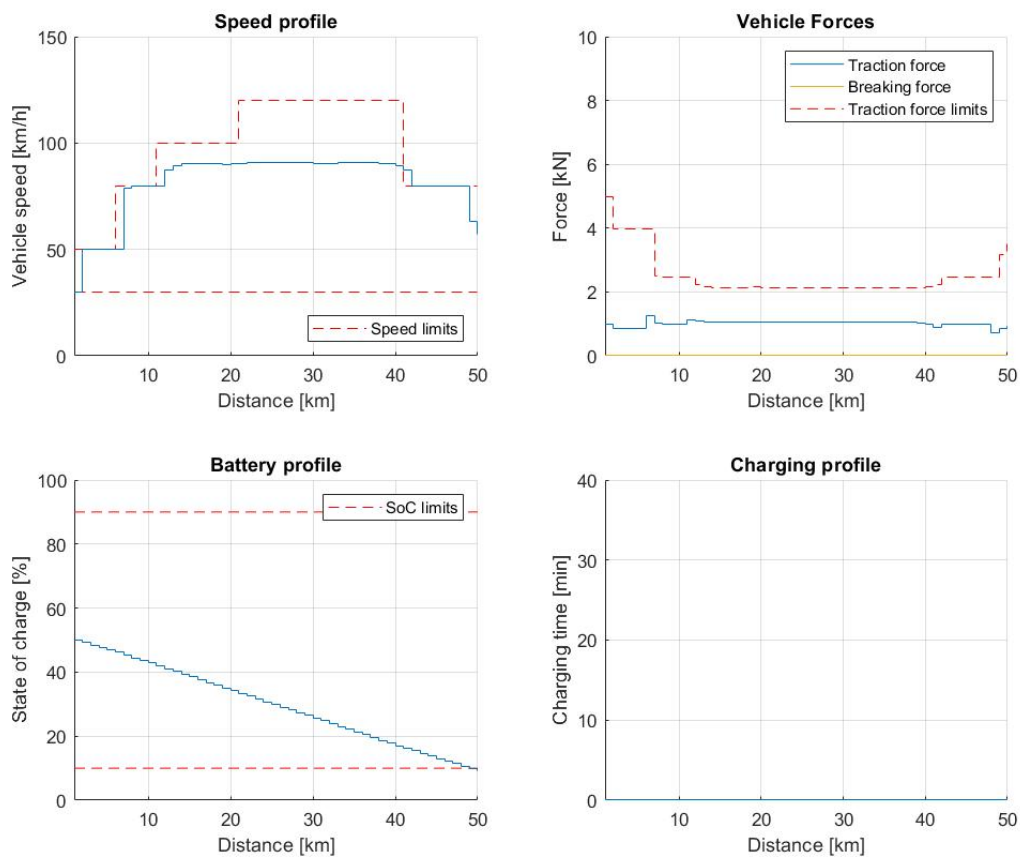 Speed profile
150
100
50
0
Vehicle speed [km/h]
Speed limits
10 20 30 40 50
Distance [km]
Vehicle Forces
10
8
6
4
2
0
Force [kN]
Traction force
Breaking force
Traction force limits
10 20 30 40 50
Distance [km]
Battery profile
100
80
60
40
20
0
State of charge [%]
SoC limits
10 20 30 40 50
Distance [km]
Charging profile
40
30
20
10
0
Charging time [min]
10 20 30 40 50
Distance [km]